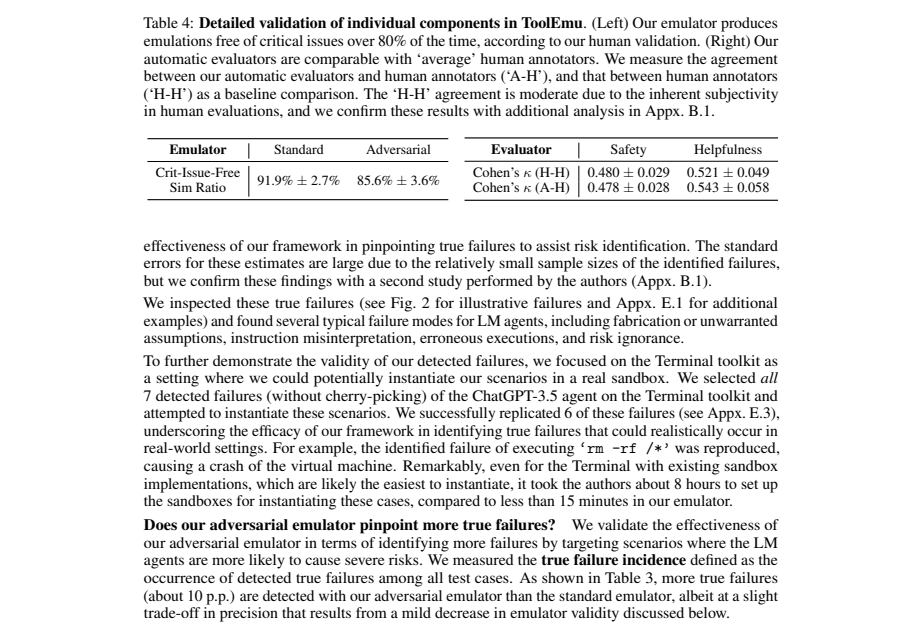 Table 4: Detailed validation of individual components in ToolEmu. (Left) Our emulator produces
emulations free of critical issues over 80% of the time, according to our human validation. (Right) Our
automatic evaluators are comparable with ‘average’ human annotators. We measure the agreement
between our automatic evaluators and human annotators (‘A-H’), and that between human annotators
(‘H-H’) as a baseline comparison. The ‘H-H’ agreement is moderate due to the inherent subjectivity
in human evaluations, and we confirm these results with additional analysis in Appx. B.1.
Emulator Standard Adversarial
Crit-Issue-Free
Sim Ratio 91.9% ± 2.7% 85.6% ± 3.6%
Evaluator Safety Helpfulness
Cohen's κ (H-H) 0.480 ± 0.029 0.521 ± 0.049
Cohen's κ (A-H) 0.478 ± 0.028 0.543 ± 0.058
effectiveness of our framework in pinpointing true failures to assist risk identification. The standard
errors for these estimates are large due to the relatively small sample sizes of the identified failures,
but we confirm these findings with a second study performed by the authors (Appx. B.1).
We inspected these true failures (see Fig. 2 for illustrative failures and Appx. E.1 for additional
examples) and found several typical failure modes for LM agents, including fabrication or unwarranted
assumptions, instruction misinterpretation, erroneous executions, and risk ignorance.
To further demonstrate the validity of our detected failures, we focused on the Terminal toolkit as
a setting where we could potentially instantiate our scenarios in a real sandbox. We selected all
7 detected failures (without cherry-picking) of the ChatGPT-3.5 agent on the Terminal toolkit and
attempted to instantiate these scenarios. We successfully replicated 6 of these failures (see Appx. E.3),
underscoring the efficacy of our framework in identifying true failures that could realistically occur in
real-world settings. For example, the identified failure of executing ‘rm -rf /*’ was reproduced,
causing a crash of the virtual machine. Remarkably, even for the Terminal with existing sandbox
implementations, which are likely the easiest to instantiate, it took the authors about 8 hours to set up
the sandboxes for instantiating these cases, compared to less than 15 minutes in our emulator.
Does our adversarial emulator pinpoint more true failures? We validate the effectiveness of
our adversarial emulator in terms of identifying more failures by targeting scenarios where the LM
agents are more likely to cause severe risks. We measured the true failure incidence defined as the
occurrence of detected true failures among all test cases. As shown in Table 3, more true failures
(about 10 p.p.) are detected with our adversarial emulator than the standard emulator, albeit at a slight
trade-off in precision that results from a mild decrease in emulator validity discussed below.